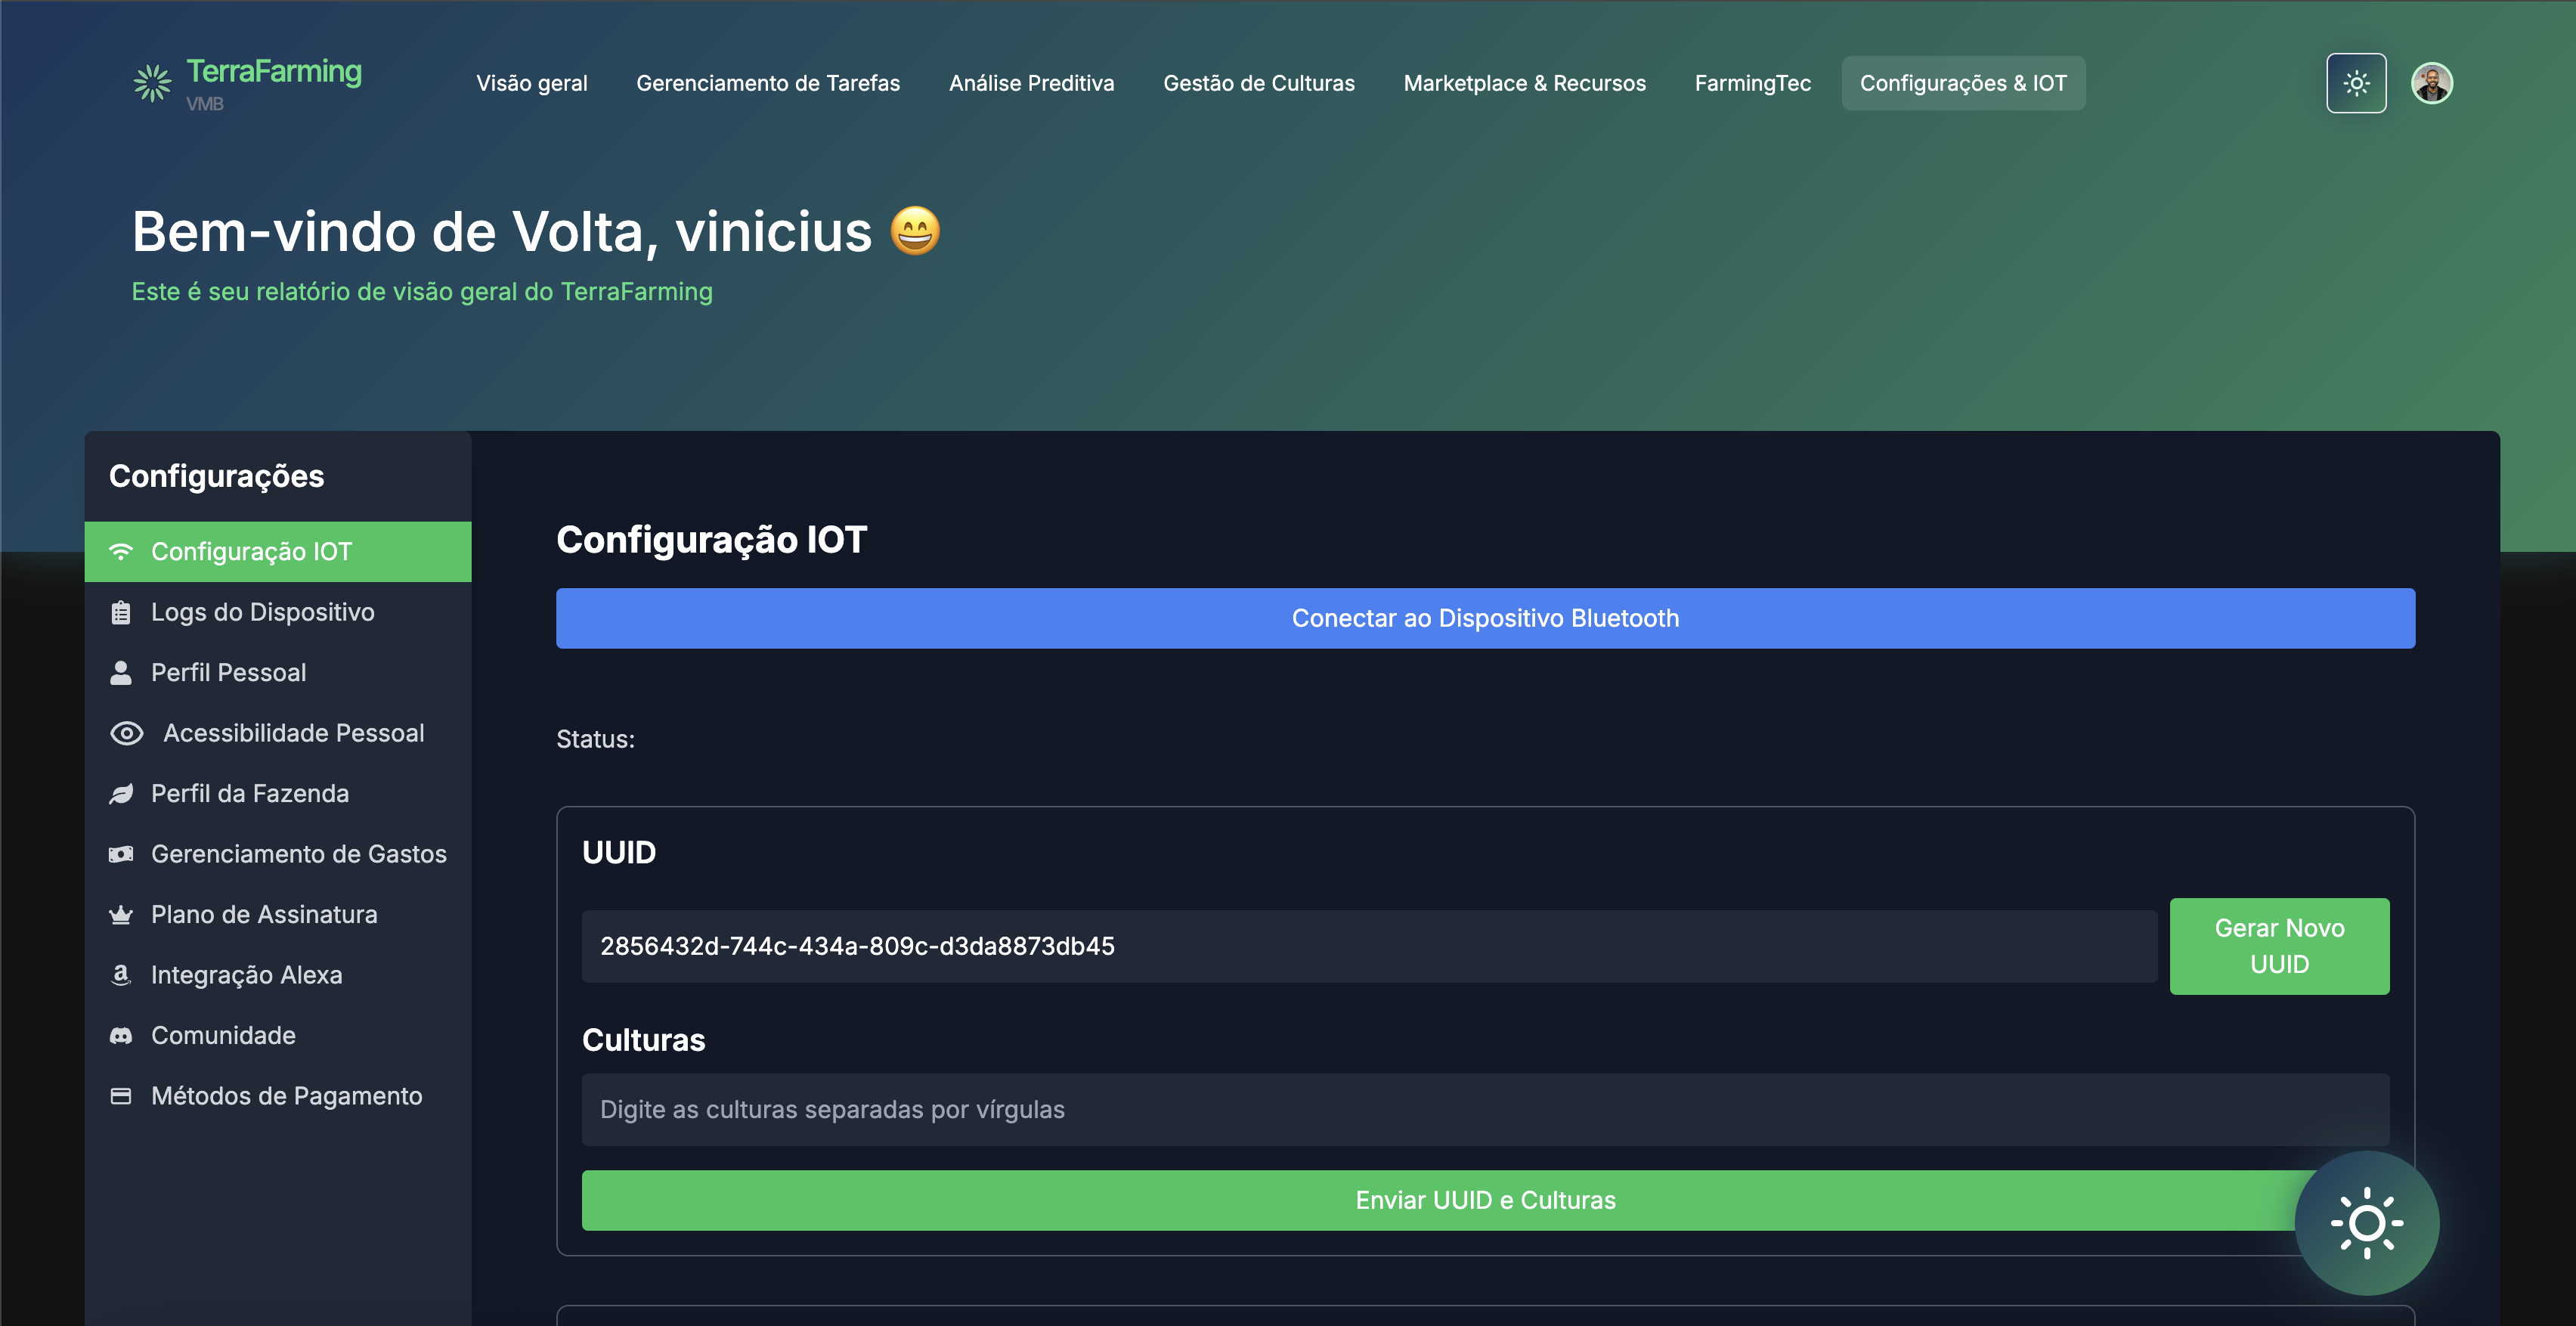 TerraFarming
VMB
Visão geral
Gerenciamento de Tarefas
Análise Preditiva
Gestão de Culturas
Marketplace & Recursos
FarmingTec
Configurações & IOT
Bem-vindo de Volta, vinicius 😄
Este é seu relatório de visão geral do TerraFarming
Configurações
Configuração IOT
Logs do Dispositivo
Perfil Pessoal
Acessibilidade Pessoal
Perfil da Fazenda
Gerenciamento de Gastos
Plano de Assinatura
Integração Alexa
Comunidade
Métodos de Pagamento
Configuração IOT
Conectar ao Dispositivo Bluetooth
Status:
UUID
2856432d-744c-434a-809c-d3da8873db45
Gerar Novo
UUID
Culturas
Digite as culturas separadas por vírgulas
Enviar UUID e Culturas